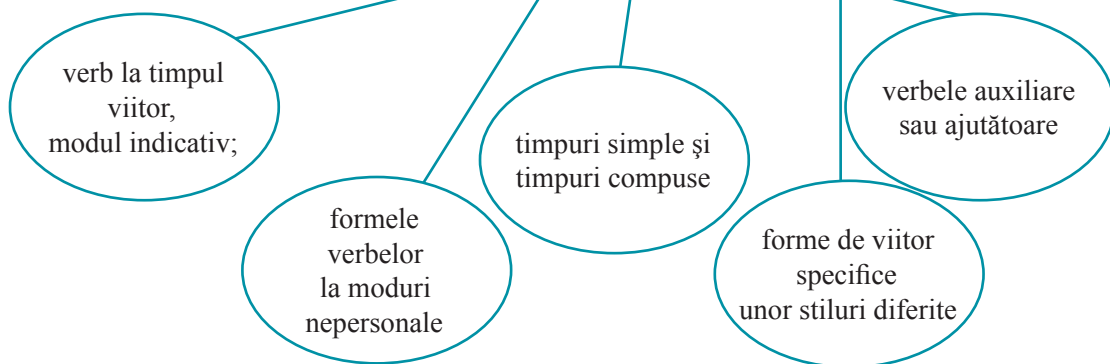 verb la timpul
viitor,
modul indicativ;
formele
verbelor
la moduri
nepersonale
timpuri simple şi
timpuri compuse
forme de viitor
specifice
unor stiluri diferite
verbele auxiliare
sau ajutătoare